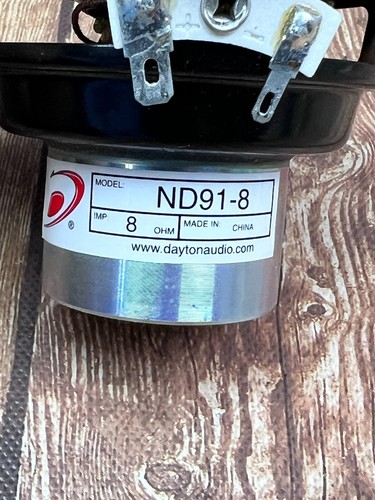 + -
MODEL:
ND91-8
IMP
8 OHM MADE IN: CHINA
®
www.daytonaudio.com